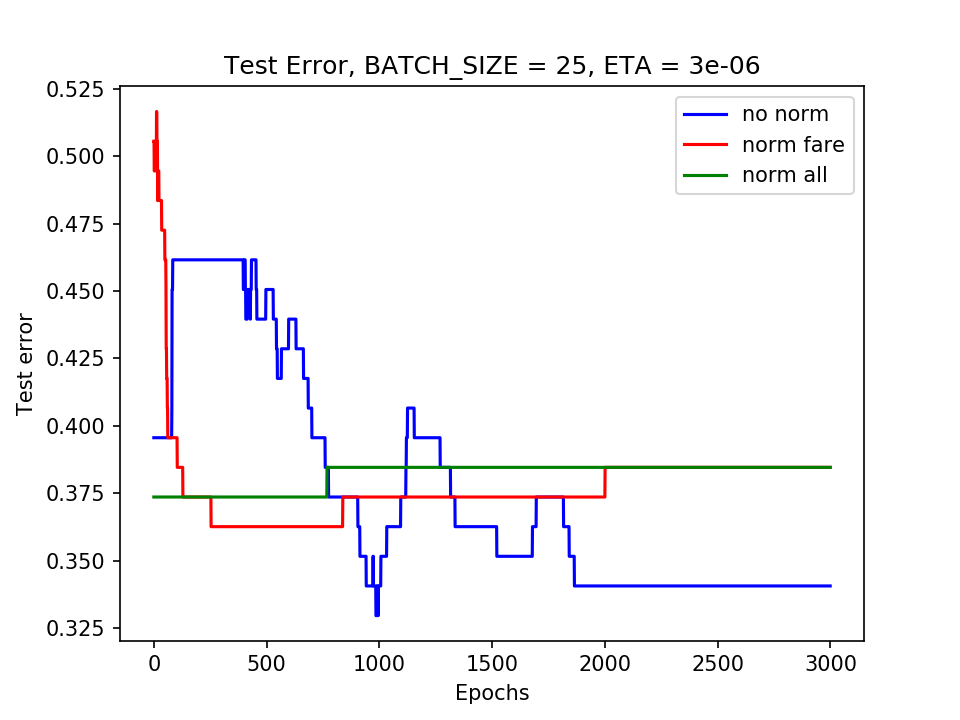 Test Error, BATCH_SIZE = 25, ETA = 3e-06
no norm
norm fare
norm all
Test error
0.525
0.500
0.475
0.450
0.425
0.400
0.375
0.350
0.325
0 500 1000 1500 2000 2500 3000
Epochs